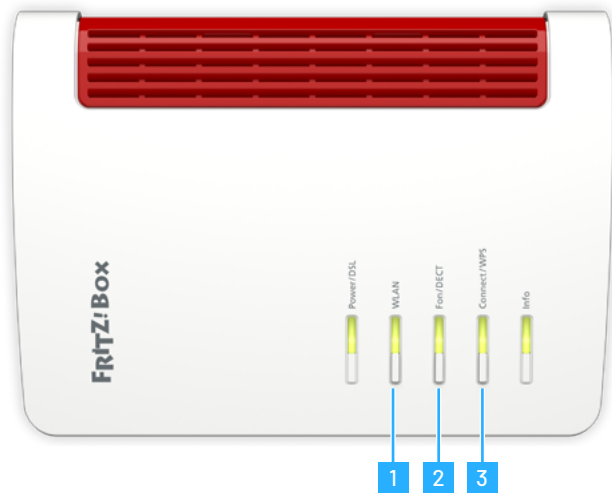 FRITZ! Box
Power/DSL
WLAN
Fon/DECT
Connect/WPS
Info
1
2
3